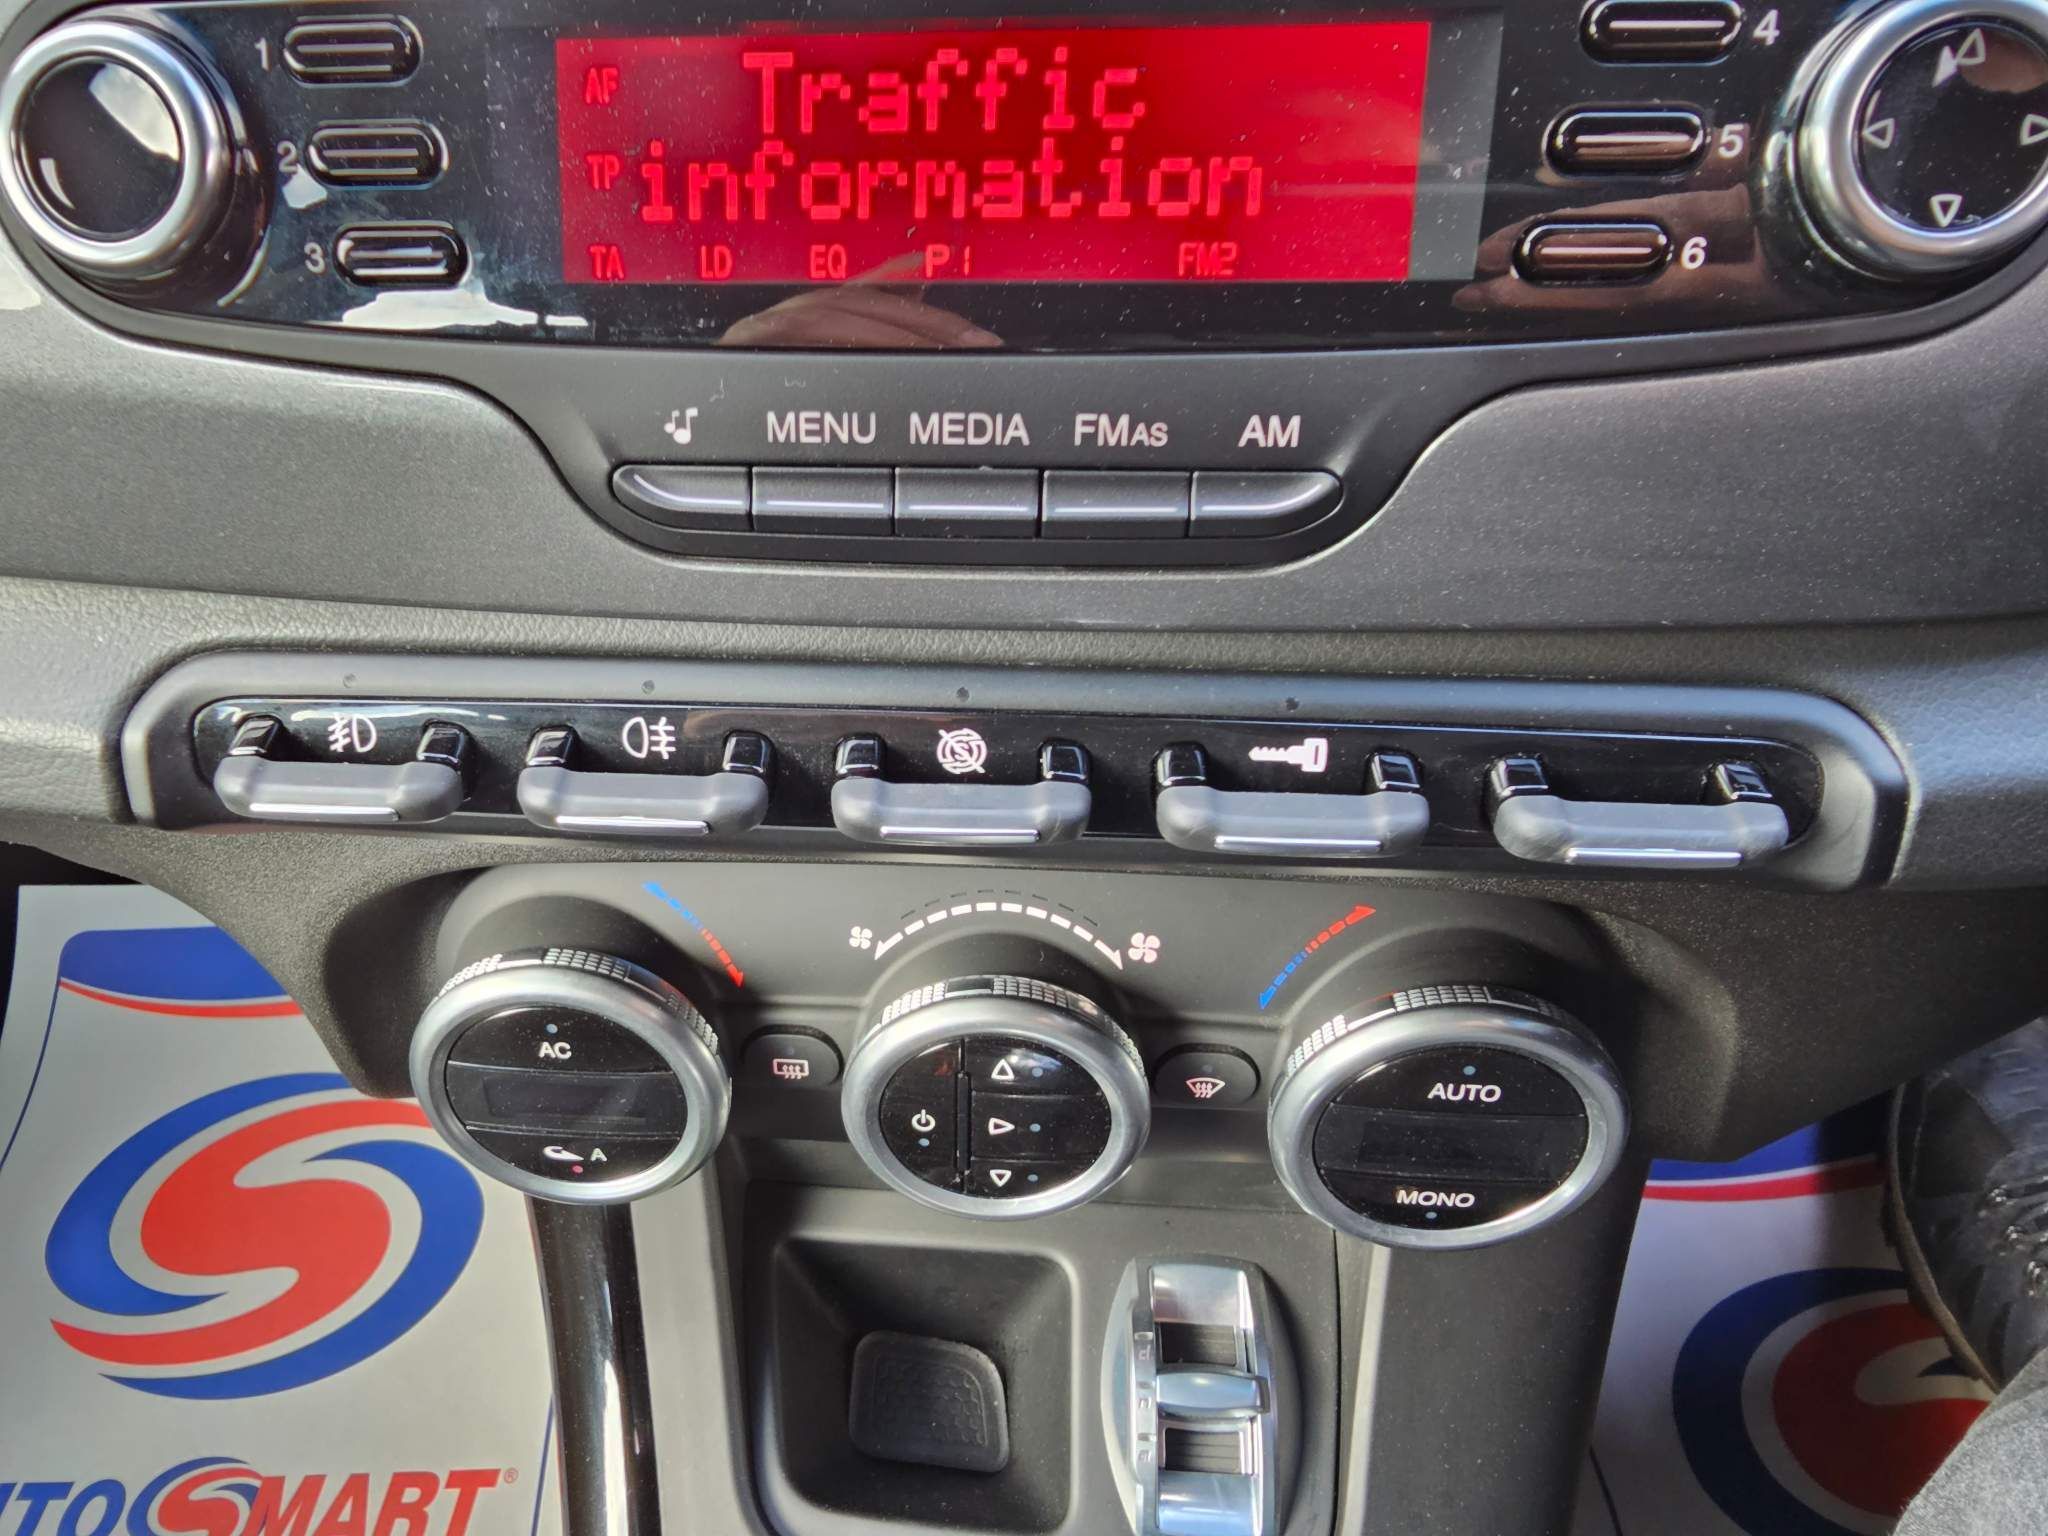 1
2
3
4
5
6
AF
Traffic
TP
information
TA LD EQ P1 FM2
MENU MEDIA FMAS AM
AC
A
AUTO
MONO
SMART®